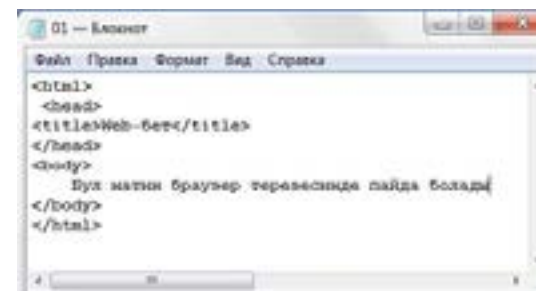 01 — Блокнот
Файл Правка Формат Вид Справка
<html>
<head>
<title>Web-бет</title>
</head>
<body>
Бул матин браузер терезесинде пайда болады
</body>
</html>